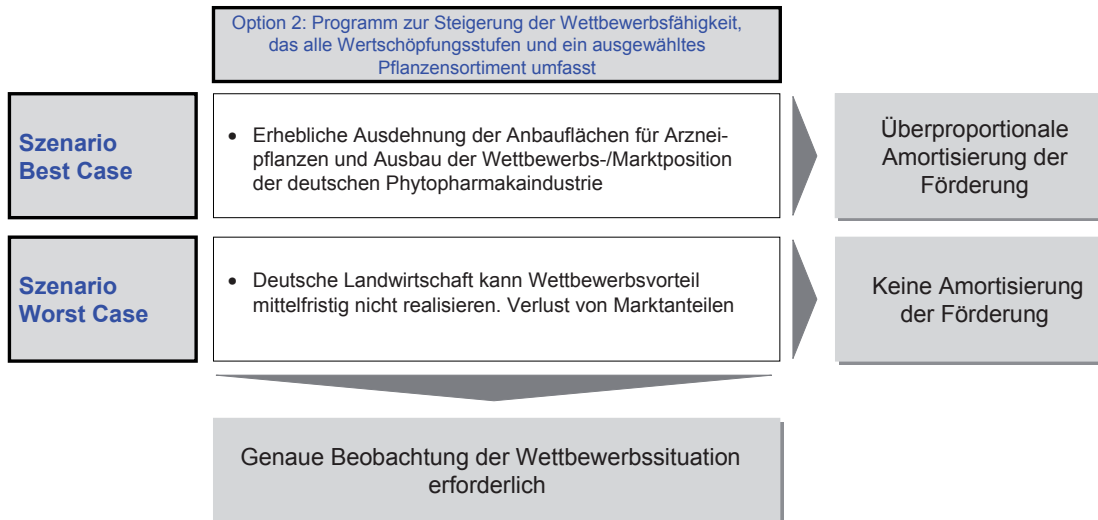 Option 2: Programm zur Steigerung der Wettbewerbsfähigkeit,
das alle Wertschöpfungsstufen und ein ausgewähltes
Pflanzensortiment umfasst
Szenario
Best Case
• Erhebliche Ausdehnung der Anbauflächen für Arznei-
pflanzen und Ausbau der Wettbewerbs-/Marktposition
der deutschen Phytopharmakaindustrie
Überproportionale
Amortisierung der
Förderung
Szenario
Worst Case
• Deutsche Landwirtschaft kann Wettbewerbsvorteil
mittelfristig nicht realisieren. Verlust von Marktanteilen
Keine Amortisierung
der Förderung
Genaue Beobachtung der Wettbewerbssituation
erforderlich